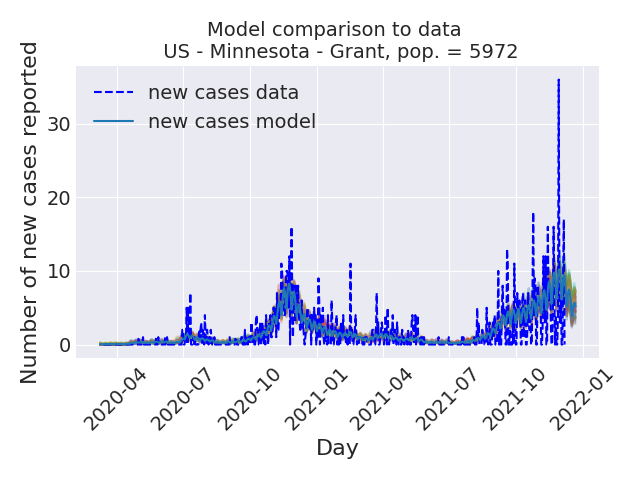 Model comparison to data
US - Minnesota - Grant, pop. = 5972
new cases data
new cases model
Number of new cases reported
30
20
10
0
2020-04
2020-07
2020-10
2021-01
2021-04
2021-07
2021-10
2022-01
Day